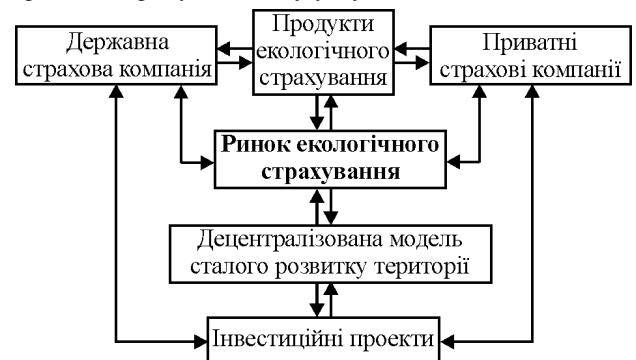 Державна
страхова компанія
Продукти
екологічного
страхування
Приватні
страхові компанії
Ринок екологічного
страхування
Децентралізована модель
сталого розвитку території
Інвестиційні проекти